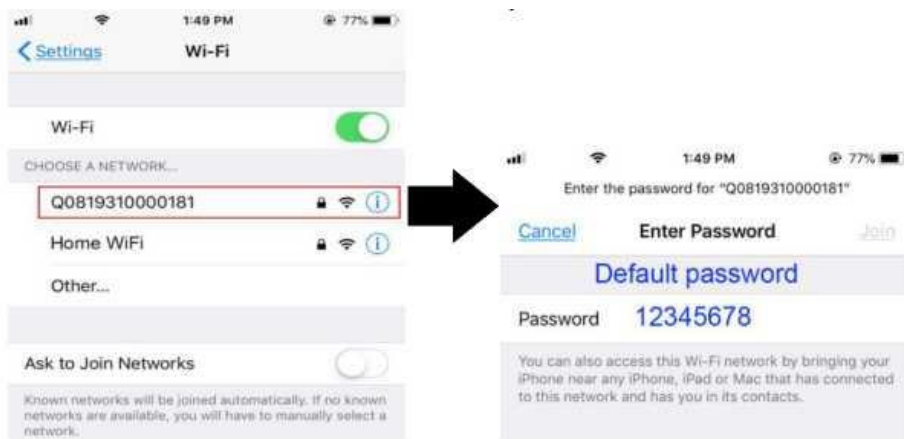 1:49 PM
77%
Settings
Wi-Fi
Wi-Fi
CHOOSE A NETWORK...
Q0819310000181
Home WiFi
Other...
Ask to Join Networks
Known networks will be joined automatically. If no known
networks are available, you will have to manually select a
network.
1:49 PM
77%
Enter the password for "Q0819310000181"
Cancel
Enter Password
Join
Default password
Password
12345678
You can also access this Wi-Fi network by bringing your
iPhone near any iPhone, iPad or Mac that has connected
to this network and has you in its contacts.